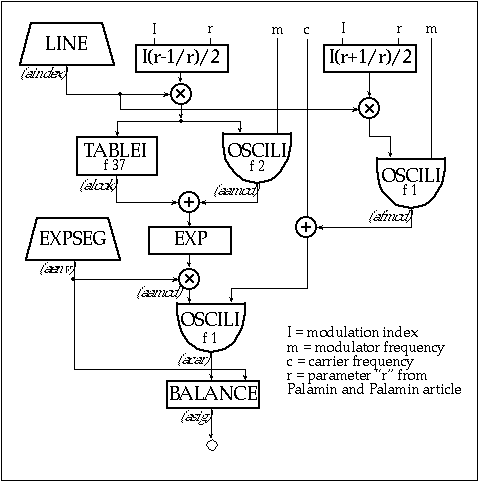 I r m c I r m
LINE
I(r-1/r)/2
I(r+1/r)/2
(aindex)
×
×
TABLEI
f 37
OSCILI
f 2
OSCILI
f 1
(alook)
(aamod)
(afmod)
+
+
EXPSEG
EXP
(aenv)
×
(aamod)
OSCILI
f 1
(acar)
I = modulation index
m = modulator frequency
c = carrier frequency
r = parameter “r” from
Palamin and Palamin article
BALANCE
(asig)